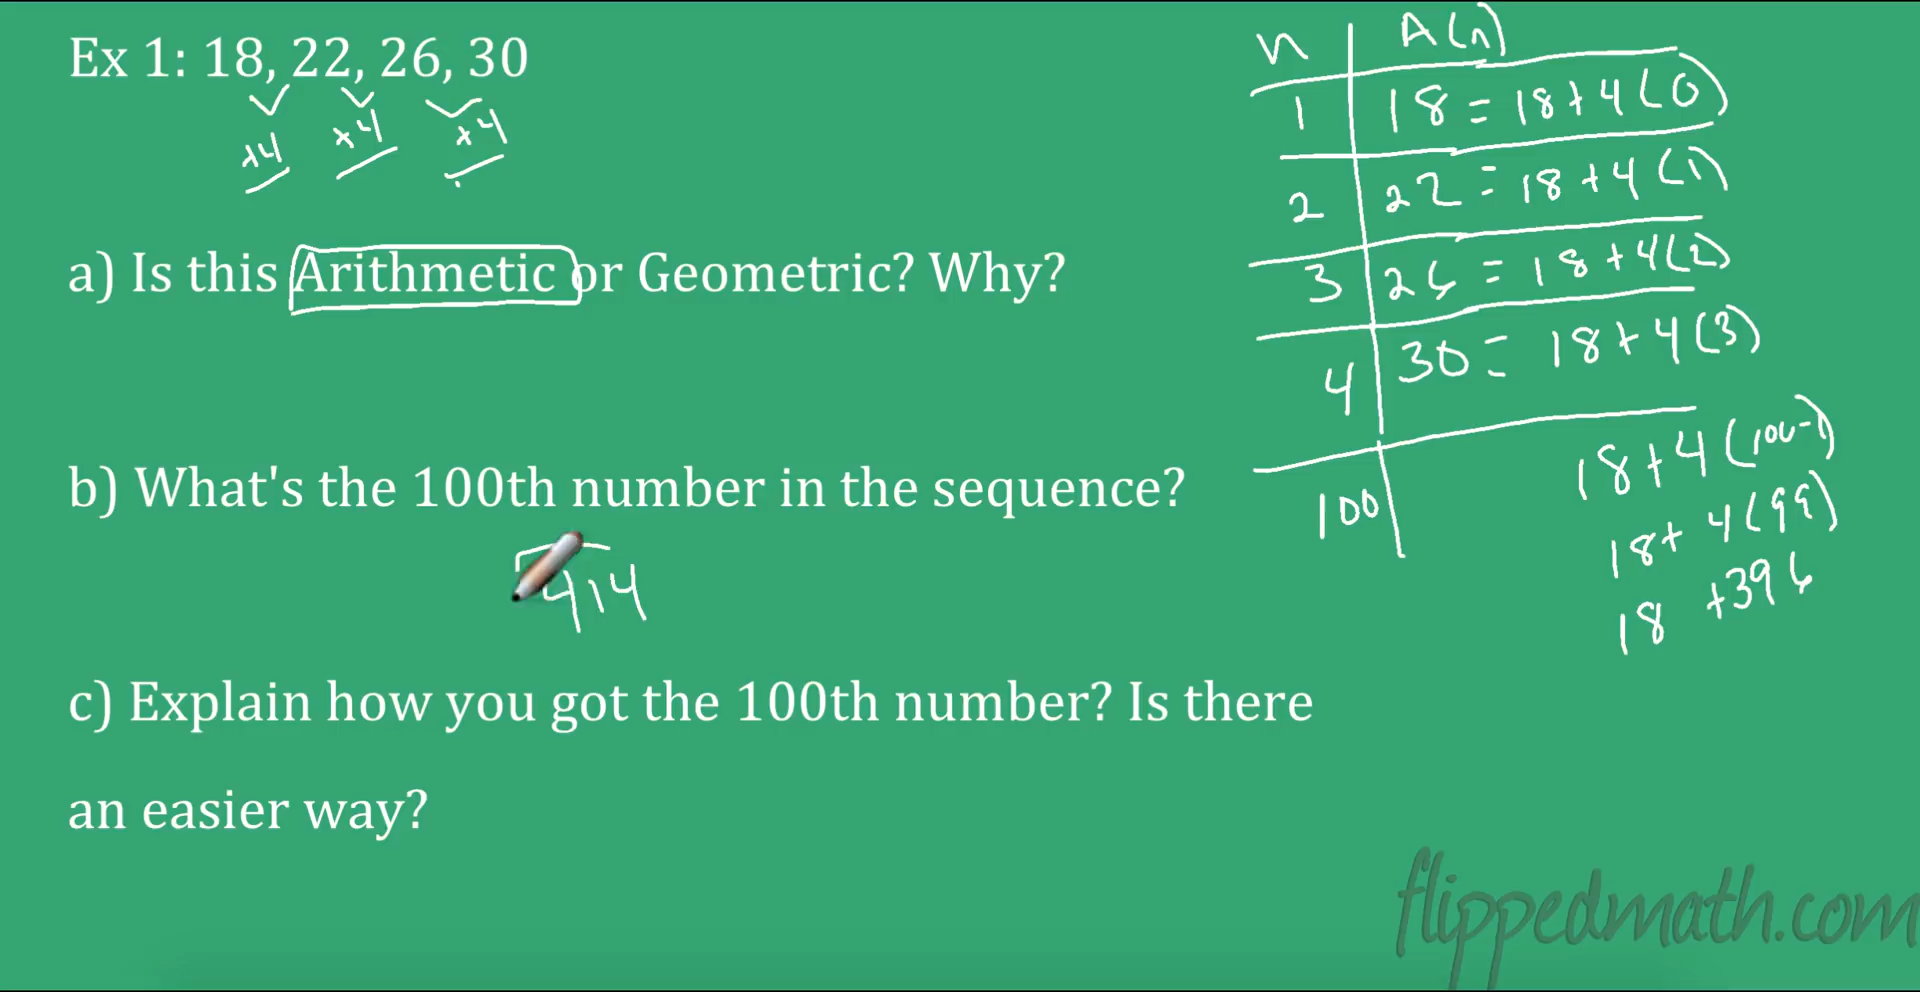 Ex 1: 18, 22, 26, 30
+4 +4 +4
a) Is this Arithmetic or Geometric? Why?
b) What's the 100th number in the sequence?
414
c) Explain how you got the 100th number? Is there
an easier way?
n A(n)
1 18 = 18+4(0)
2 22 = 18+4(1)
3 26 = 18+4(2)
4 30 = 18+4(3)
100 18+4(100-1)
18+ 4(99)
18 +396
flippedmath.com